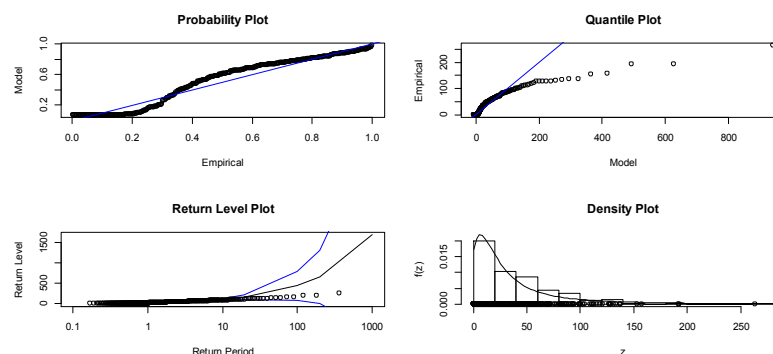 Probability Plot
Model
0.2 0.6 1.0
0.0 0.2 0.4 0.6 0.8 1.0
Empirical
Quantile Plot
Empirical
0 100 200
0 200 400 600 800
Model
Return Level Plot
Return Level
0 500 1500
0.1 1 10 100 1000
Return Period
Density Plot
f(z)
0.000 0.015
0 50 100 150 200 250
z